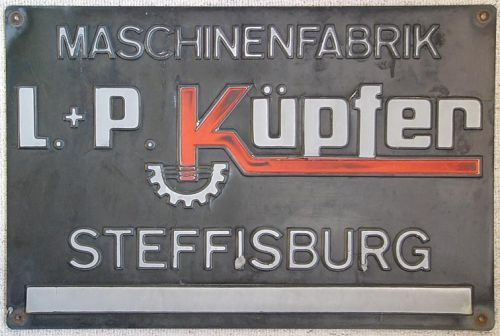 MASCHINENFABRIK
L.+P. Küpfer
STEFFISBURG